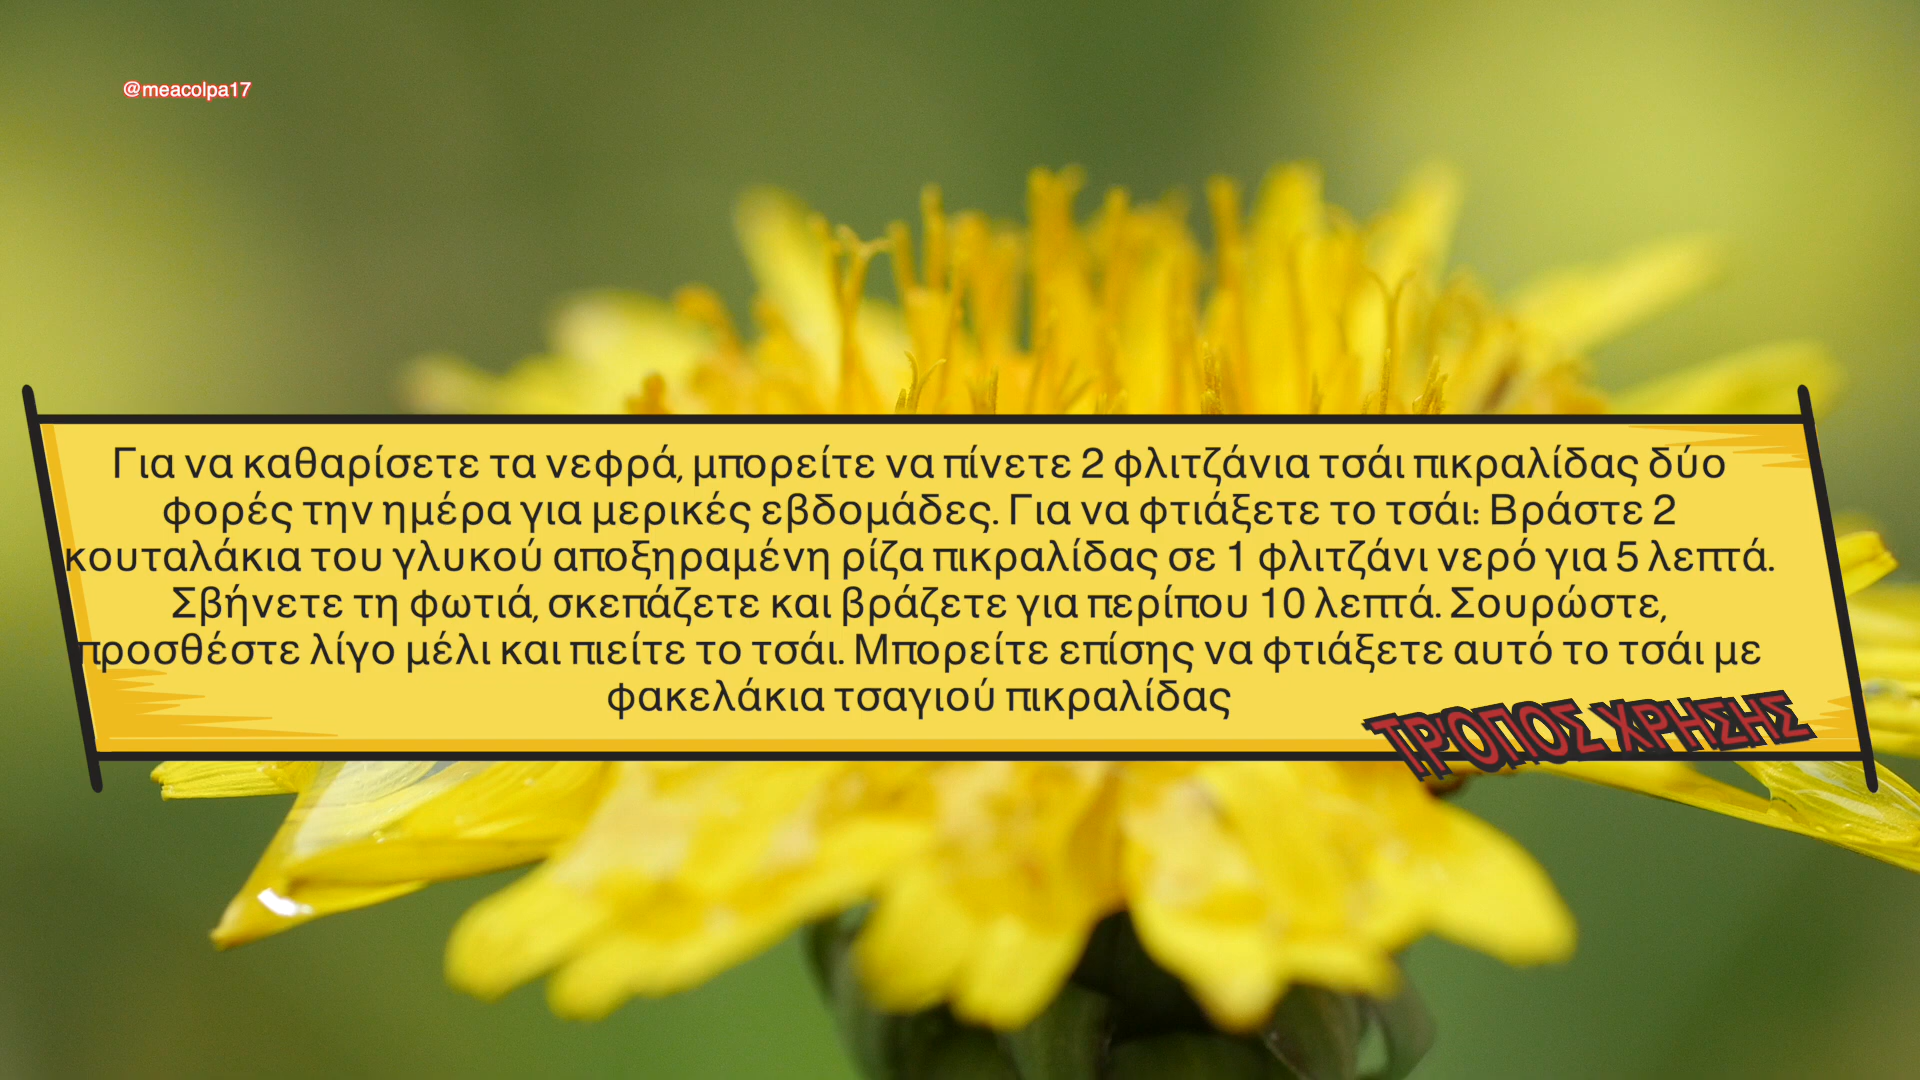 @meacolpa17
Για να καθαρίσετε τα νεφρά, μπορείτε να πίνετε 2 φλιτζάνια τσάι πικραλίδας δύο
φορές την ημέρα για μερικές εβδομάδες. Για να φτιάξετε το τσάι: Βράστε 2
κουταλάκια του γλυκού αποξηραμένη ρίζα πικραλίδας σε 1 φλιτζάνι νερό για 5 λεπτά.
Σβήνετε τη φωτιά, σκεπάζετε και βράζετε για περίπου 10 λεπτά. Σουρώστε,
προσθέστε λίγο μέλι και πιείτε το τσάι. Μπορείτε επίσης να φτιάξετε αυτό το τσάι με
φακελάκια τσαγιού πικραλίδας
ΤΡΌΠΟΣ ΧΡΗΣΗΣ